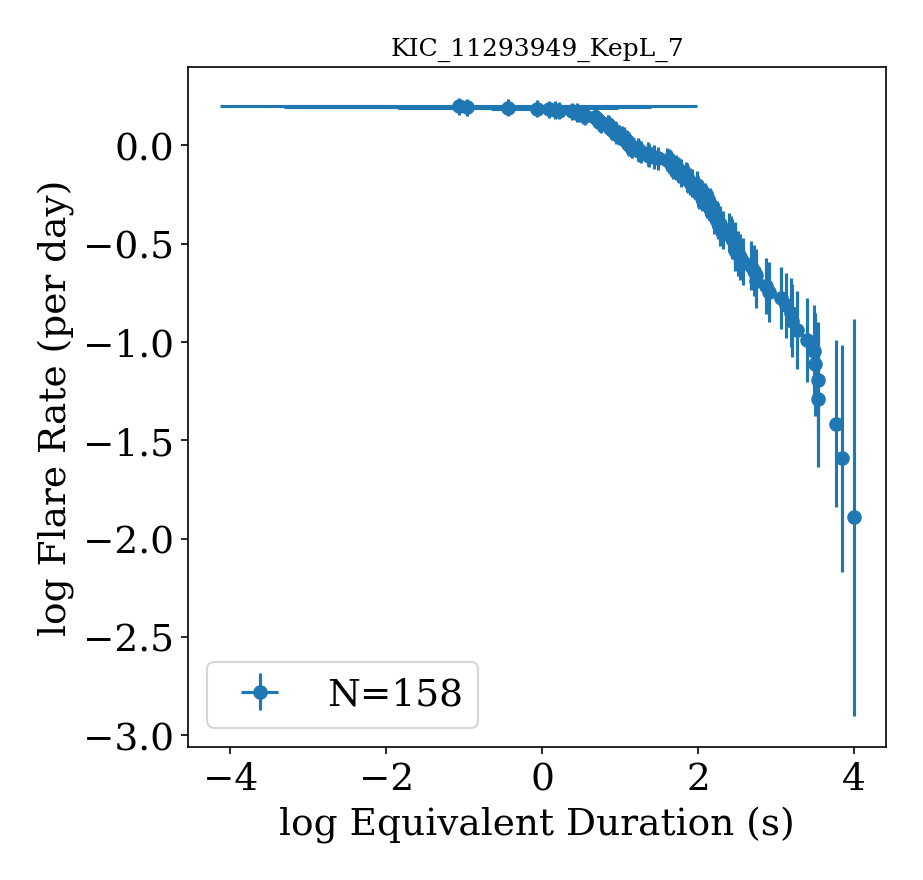 KIC_11293949_KepL_7
log Flare Rate (per day)
0.0
−0.5
−1.0
−1.5
−2.0
−2.5
−3.0
N=158
−4 −2 0 2 4
log Equivalent Duration (s)